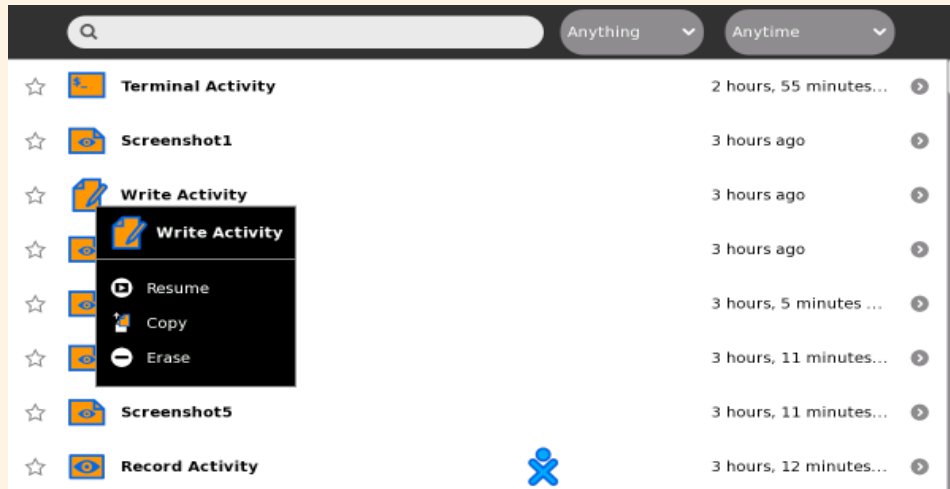 Anything Anytime
$_ Terminal Activity 2 hours, 55 minutes...
Screenshot1 3 hours ago
Write Activity 3 hours ago
Write Activity
3 hours ago
Resume
3 hours, 5 minutes ...
Copy
Erase
3 hours, 11 minutes...
Screenshot5 3 hours, 11 minutes...
Record Activity 3 hours, 12 minutes...